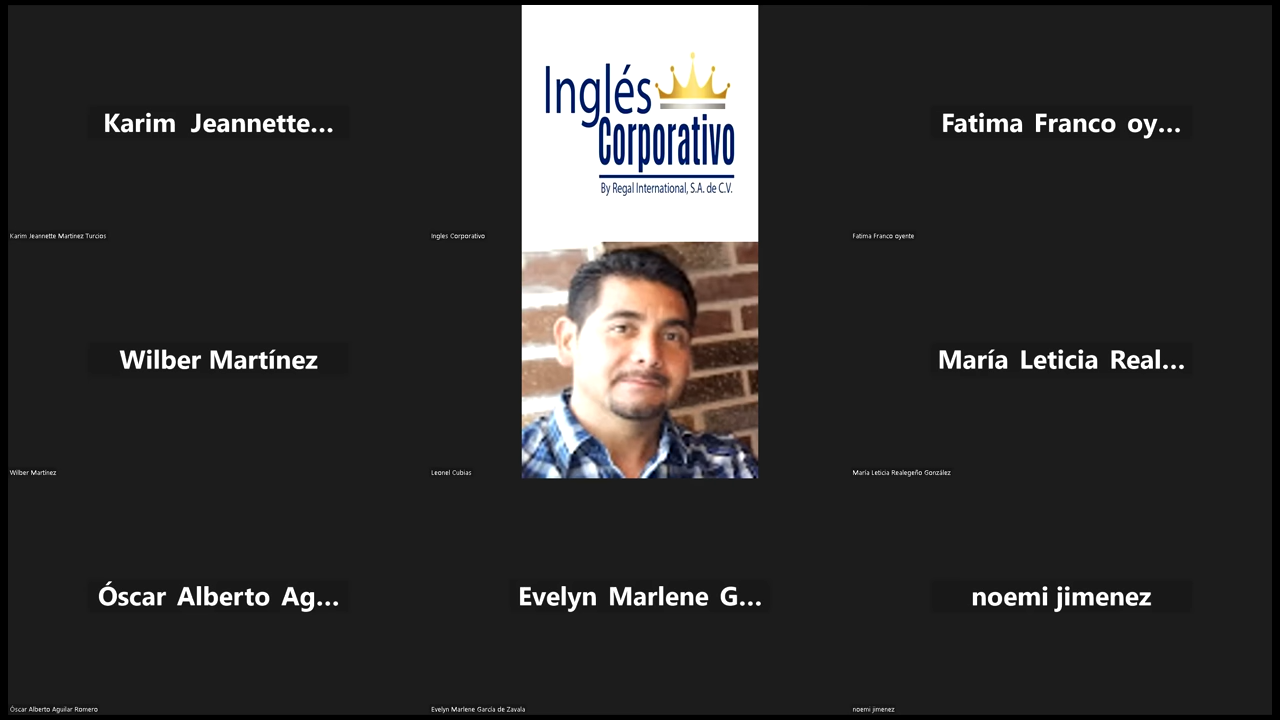 Karim Jeannette...
Karim Jeannette Martinez Turcios
Inglés
Corporativo
By Regal International, S.A. de C.V.
Ingles Corporativo
Fatima Franco oy...
Fatima Franco oyente
Wilber Martínez
Wilber Martínez
Leonel Cubias
María Leticia Real...
María Leticia Realegeño González
Óscar Alberto Ag...
Óscar Alberto Aguilar Romero
Evelyn Marlene G...
Evelyn Marlene García de Zavala
noemi jimenez
noemi jimenez